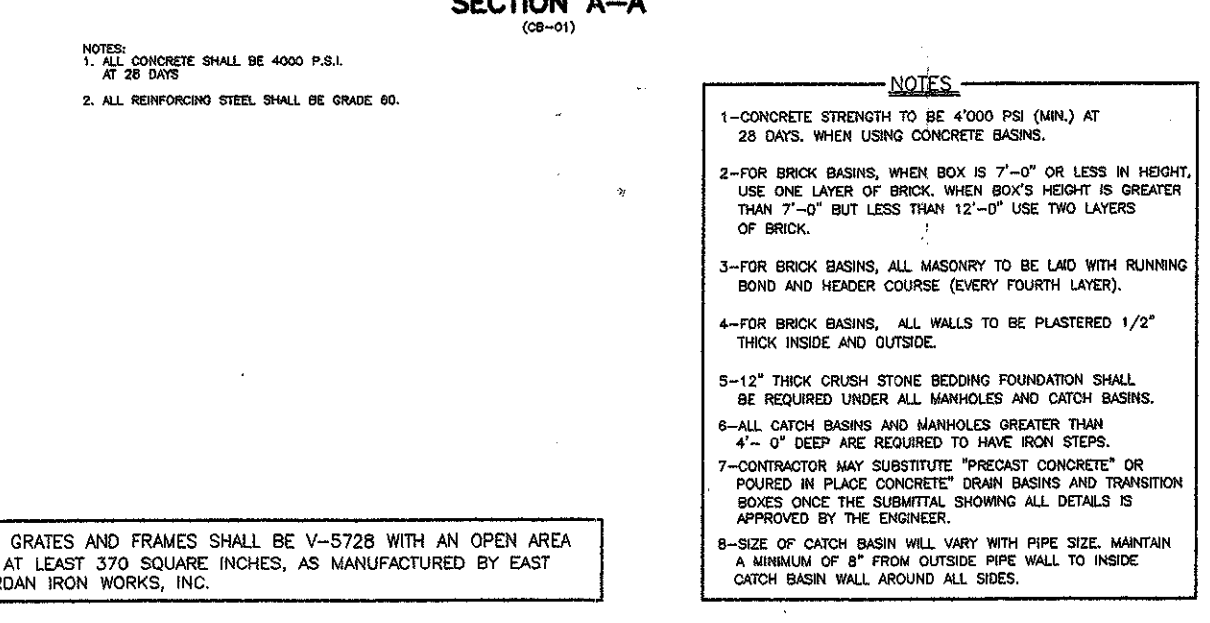 SECTION A-A
(CB-01)
NOTES:
1. ALL CONCRETE SHALL BE 4000 P.S.I.
AT 28 DAYS
2. ALL REINFORCING STEEL SHALL BE GRADE 60.
GRATES AND FRAMES SHALL BE V-5728 WITH AN OPEN AREA
AT LEAST 370 SQUARE INCHES, AS MANUFACTURED BY EAST
RDAN IRON WORKS, INC.
NOTES
1-CONCRETE STRENGTH TO BE 4'000 PSI (MIN.) AT
28 DAYS. WHEN USING CONCRETE BASINS.
2-FOR BRICK BASINS, WHEN BOX IS 7'-0" OR LESS IN HEIGHT,
USE ONE LAYER OF BRICK. WHEN BOX'S HEIGHT IS GREATER
THAN 7'-0" BUT LESS THAN 12'-0" USE TWO LAYERS
OF BRICK.
3-FOR BRICK BASINS, ALL MASONRY TO BE LAID WITH RUNNING
BOND AND HEADER COURSE (EVERY FOURTH LAYER).
4-FOR BRICK BASINS, ALL WALLS TO BE PLASTERED 1/2"
THICK INSIDE AND OUTSIDE.
5-12" THICK CRUSH STONE BEDDING FOUNDATION SHALL
BE REQUIRED UNDER ALL MANHOLES AND CATCH BASINS.
6-ALL CATCH BASINS AND MANHOLES GREATER THAN
4'- 0" DEEP ARE REQUIRED TO HAVE IRON STEPS.
7-CONTRACTOR MAY SUBSTITUTE "PRECAST CONCRETE" OR
POURED IN PLACE CONCRETE" DRAIN BASINS AND TRANSITION
BOXES ONCE THE SUBMITTAL SHOWING ALL DETAILS IS
APPROVED BY THE ENGINEER.
8-SIZE OF CATCH BASIN WILL VARY WITH PIPE SIZE. MAINTAIN
A MINIMUM OF 8" FROM OUTSIDE PIPE WALL TO INSIDE
CATCH BASIN WALL AROUND ALL SIDES.